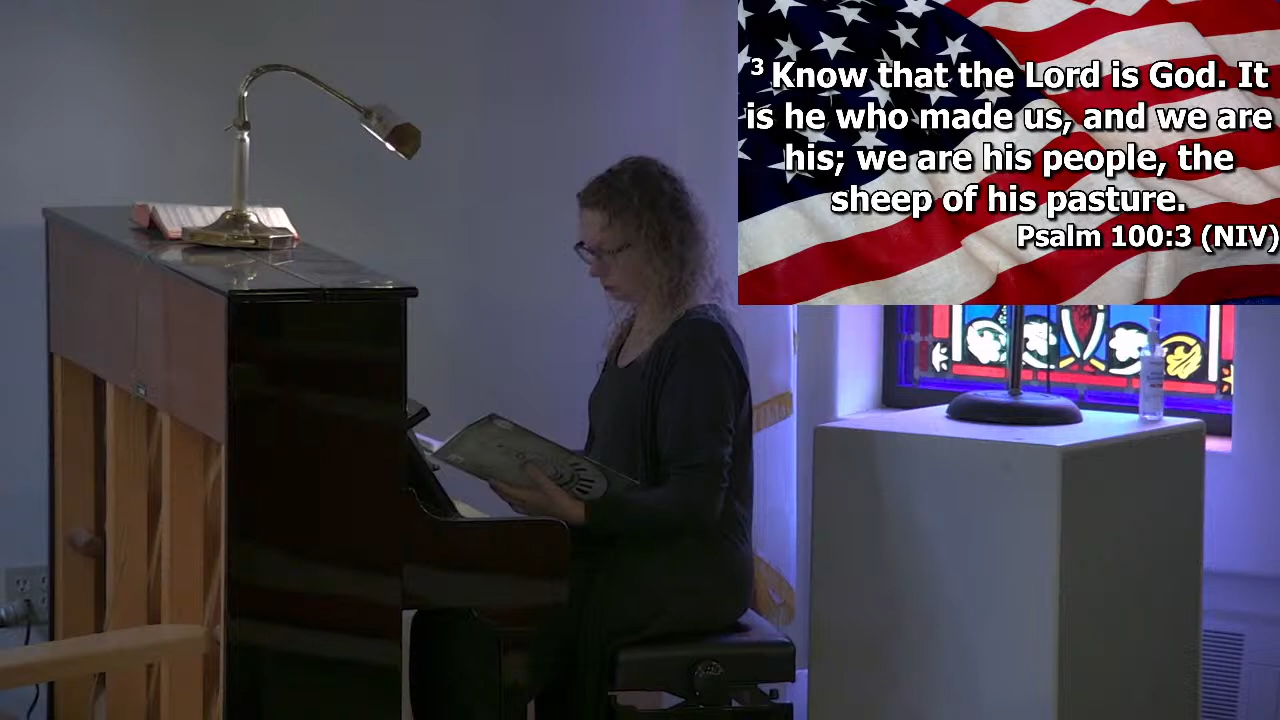 3 Know that the Lord is God. It
is he who made us, and we are
his; we are his people, the
sheep of his pasture.
Psalm 100:3 (NIV)